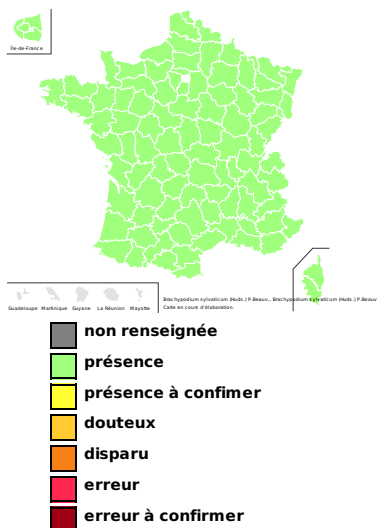 Île-de-France
Guadeloupe Martinique Guyane La Réunion Mayotte
Brachypodium sylvaticum (Huds.) P.Beauv., Brachypodium sylvaticum (Huds.) P.Beauv
Carte en cours d'élaboration.
non renseignée
présence
présence à confimer
douteux
disparu
erreur
erreur à confirmer